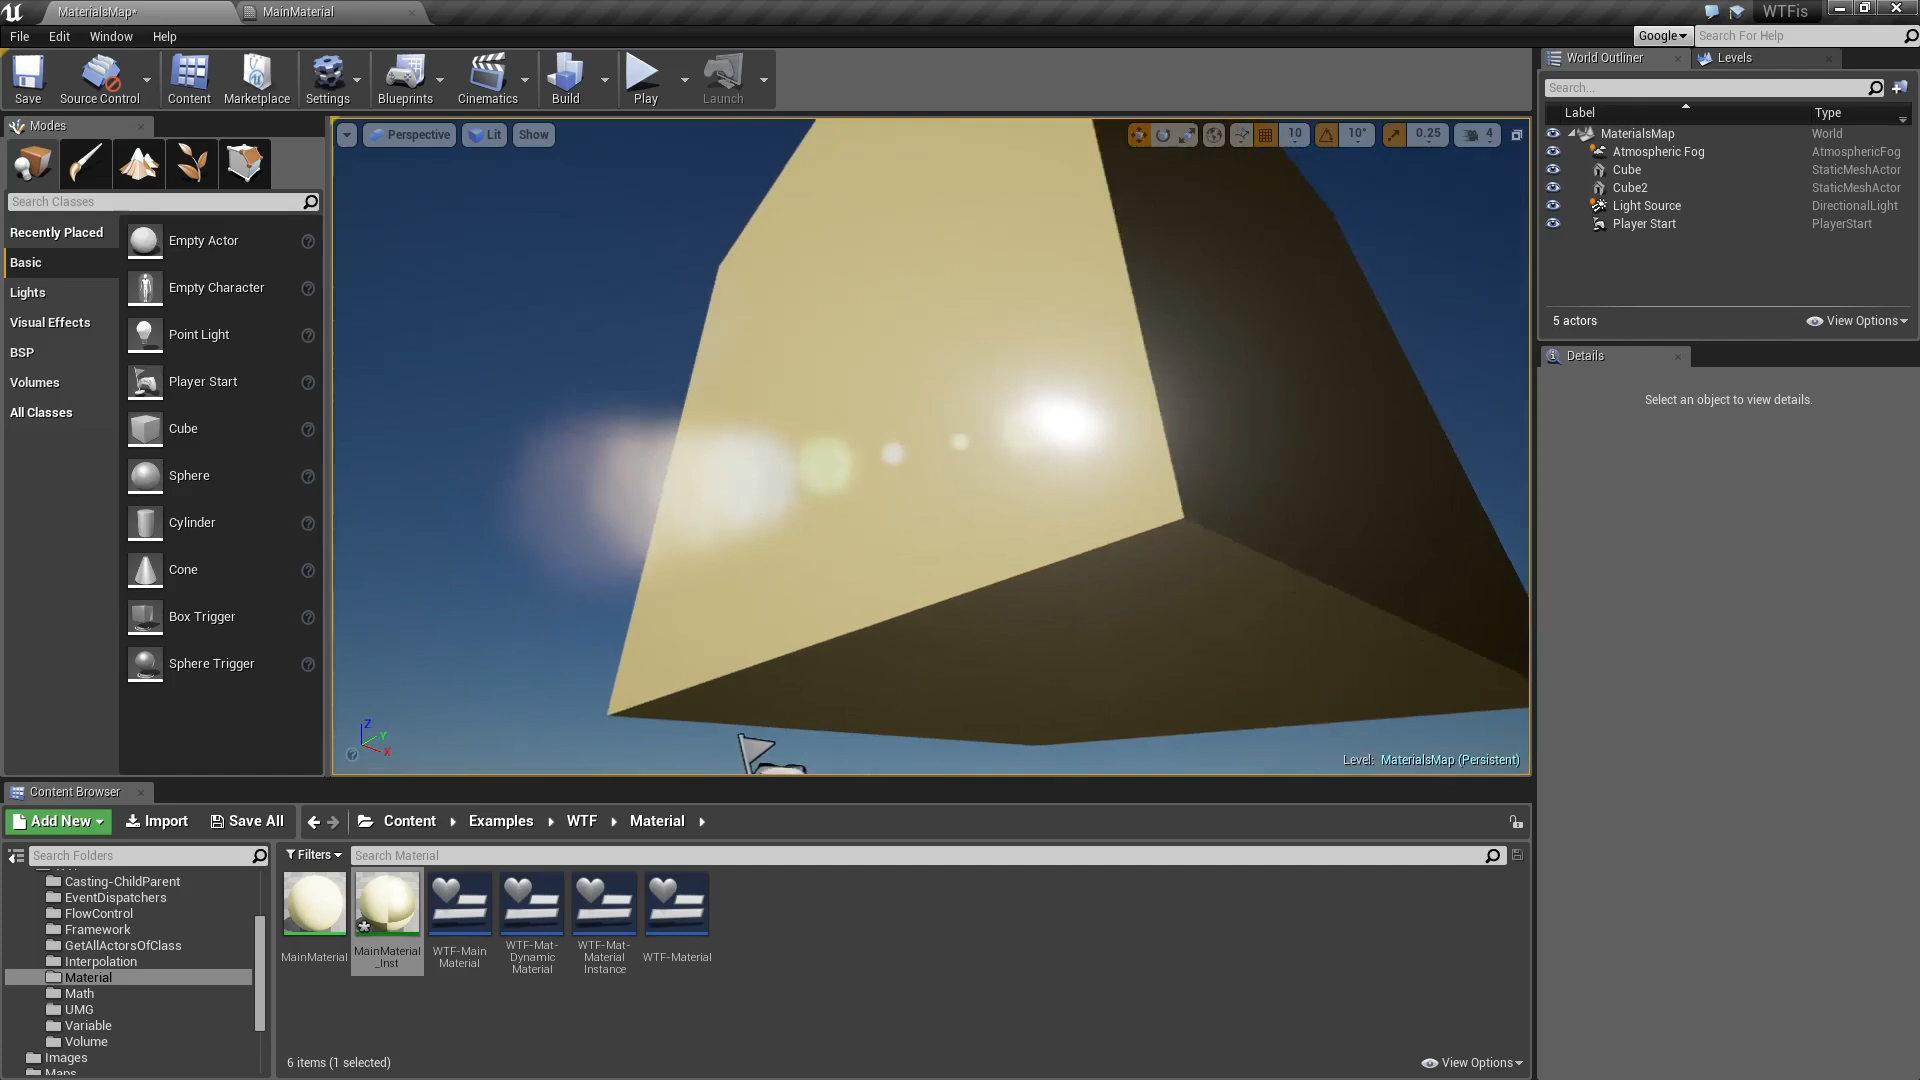 MaterialsMap*
MainMaterial
WTFis
File
Edit
Window
Help
Google
Search For Help
Save
Source Control
Content
Marketplace
Settings
Blueprints
Cinematics
Build
Play
Launch
World Outliner
Levels
Search...
Label
Type
MaterialsMap
World
Atmospheric Fog
AtmosphericFog
Cube
StaticMeshActor
Cube2
StaticMeshActor
Light Source
DirectionalLight
Player Start
PlayerStart
5 actors
View Options
Details
Select an object to view details.
Modes
Search Classes
Recently Placed
Basic
Lights
Visual Effects
BSP
Volumes
All Classes
Empty Actor
Empty Character
Point Light
Player Start
Cube
Sphere
Cylinder
Cone
Box Trigger
Sphere Trigger
Perspective
Lit
Show
10
10°
0.25
4
Z
Y
X
Level: MaterialsMap (Persistent)
Content Browser
Add New
Import
Save All
Content
Examples
WTF
Material
Search Folders
Filters
Search Material
Casting-ChildParent
EventDispatchers
FlowControl
Framework
GetAllActorsOfClass
Interpolation
Material
Math
UMG
Variable
Volume
Images
Maps
MainMaterial
MainMaterial
_Inst
WTF-Main
Material
WTF-Mat-
Dynamic
Material
WTF-Mat-
Material
Instance
WTF-Material
6 items (1 selected)
View Options